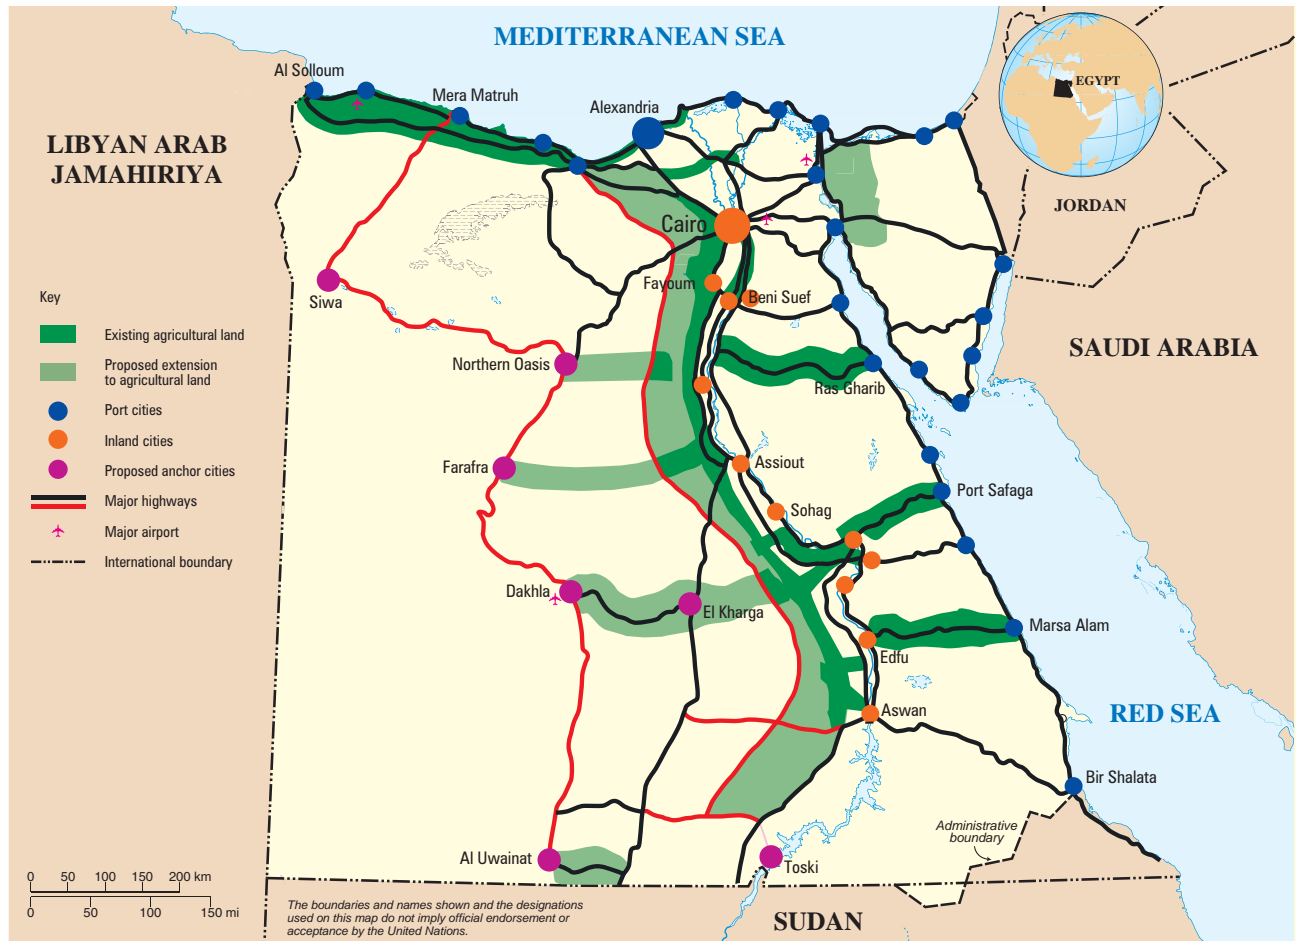 MEDITERRANEAN SEA
Al Solloum
Mera Matruh
Alexandria
EGYPT
LIBYAN ARAB
JAMAHIRIYA
JORDAN
Cairo
Siwa
Fayoum
Beni Suef
SAUDI ARABIA
Northern Oasis
Ras Gharib
Farafra
Assiout
Port Safaga
Sohag
Dakhla
El Kharga
Marsa Alam
Edfu
Aswan
RED SEA
Bir Shalata
Administrative
boundary
Al Uwainat
Toski
SUDAN
Key
Existing agricultural land
Proposed extension
to agricultural land
Port cities
Inland cities
Proposed anchor cities
Major highways
Major airport
International boundary
0 50 100 150 200 km
0 50 100 150 mi
The boundaries and names shown and the designations
used on this map do not imply official endorsement or
acceptance by the United Nations.